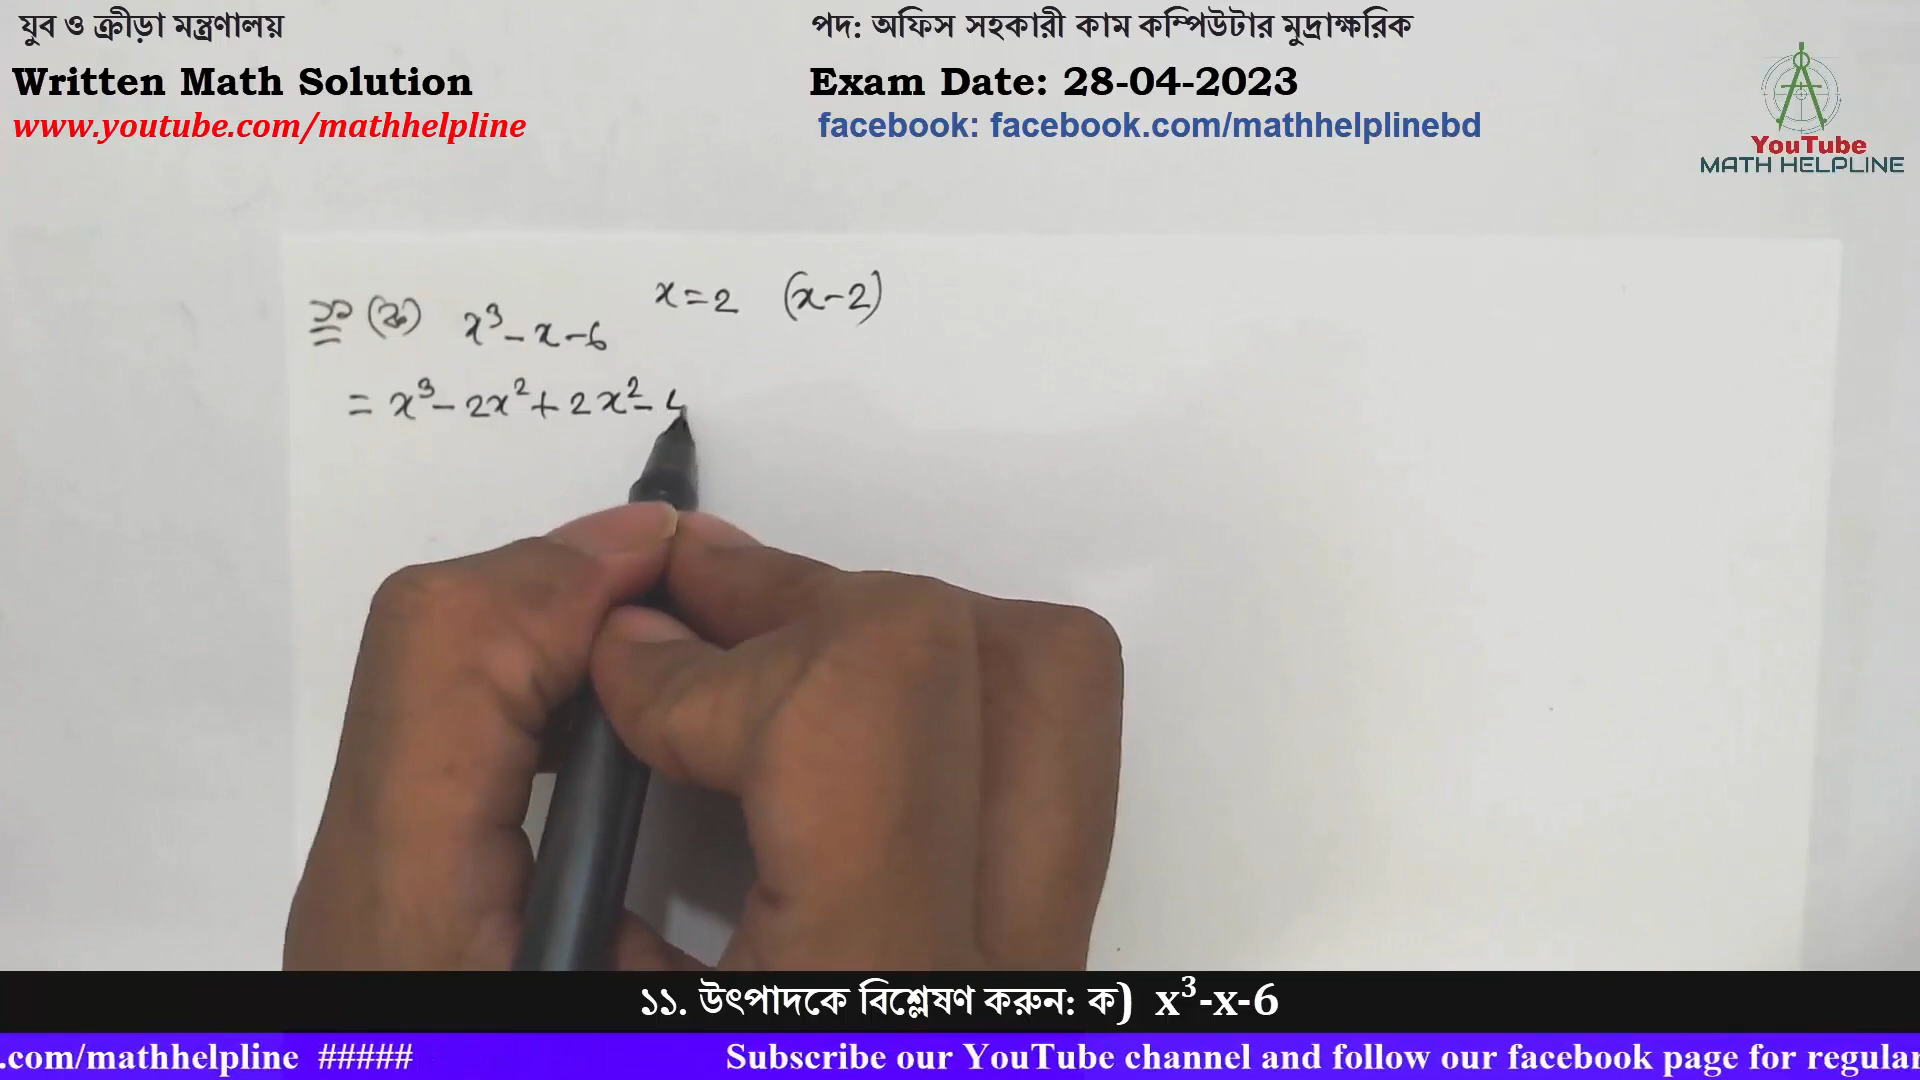 যুব ও ক্রীড়া মন্ত্রণালয়
পদ: অফিস সহকারী কাম কম্পিউটার মুদ্রাক্ষরিক
Written Math Solution
Exam Date: 28-04-2023
www.youtube.com/mathhelpline
facebook: facebook.com/mathhelplinebd
YouTube
MATH HELPLINE
১১ (ক) x³-x-6
x=2 (x-2)
= x³-2x²+2x²-4
১১. উৎপাদকে বিশ্লেষণ করুন: ক) x³-x-6
.com/mathhelpline ##### Subscribe our YouTube channel and follow our facebook page for regular